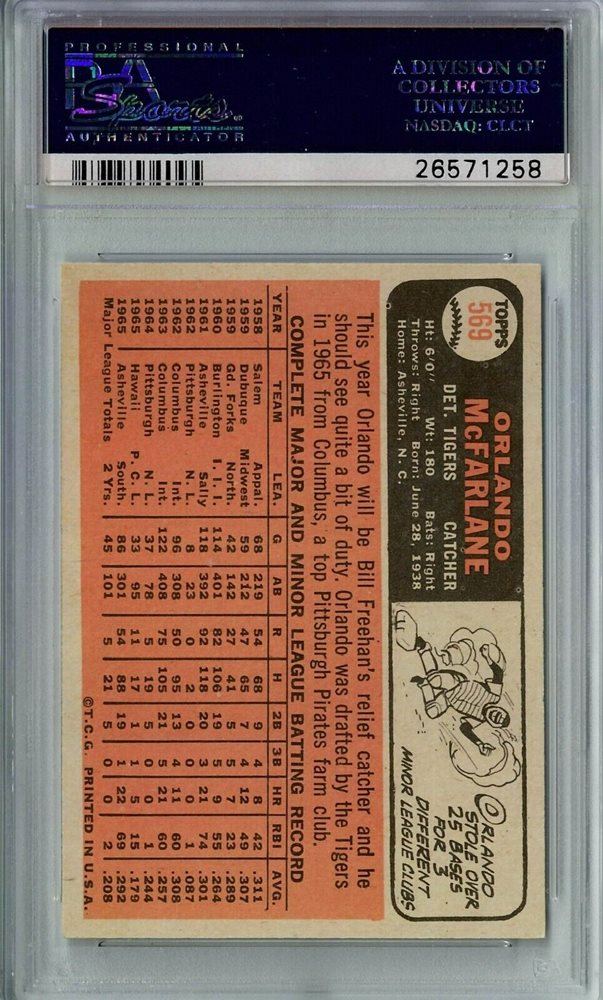 PROFESSIONAL
PSA
Sports
AUTHENTICATOR
A DIVISION OF
COLLECTORS
UNIVERSE
NASDAQ: CLCT
26571258
TOPPS
569
ORLANDO
McFARLANE
DET. TIGERS CATCHER
Ht: 6'0" Wt: 180 Bats: Right
Throws: Right Born: June 28, 1938
Home: Asheville, N. C.
ORLANDO
STOLE OVER
25 BASES
FOR 3
DIFFERENT
MINOR LEAGUE CLUBS
This year Orlando will be Bill Freehan's relief catcher and he
should see quite a bit of duty. Orlando was drafted by the Tigers
in 1965 from Columbus, a top Pittsburgh Pirates farm club.
COMPLETE MAJOR AND MINOR LEAGUE BATTING RECORD
YEAR TEAM LEA. G AB R H 2B 3B HR RBI AVG.
1958 Salem Appal. 68 219 54 68 9 4 8 42 .311
1959 Dubuque Midwest 59 212 47 65 7 4 12 49 .307
1959 Gd. Forks North. 42 142 27 41 5 1 7 23 .289
1960 Burlington I. I. I. 114 401 82 106 19 5 9 55 .264
1961 Asheville Sally 118 392 92 118 20 3 21 74 .301
1962 Pittsburgh N. L. 8 23 0 2 0 0 0 1 .087
1962 Columbus Int. 96 308 50 95 13 4 11 60 .308
1963 Columbus Int. 122 408 75 105 21 5 21 60 .257
1964 Pittsburgh N. L. 37 78 5 19 5 0 0 1 .244
1965 Hawaii P. C. L. 33 95 11 17 1 0 5 15 .179
1965 Asheville South. 86 301 54 88 19 1 22 69 .292
Major League Totals 2 Yrs. 45 101 5 21 5 0 0 2 .208
©T.C.G. PRINTED IN U.S.A.